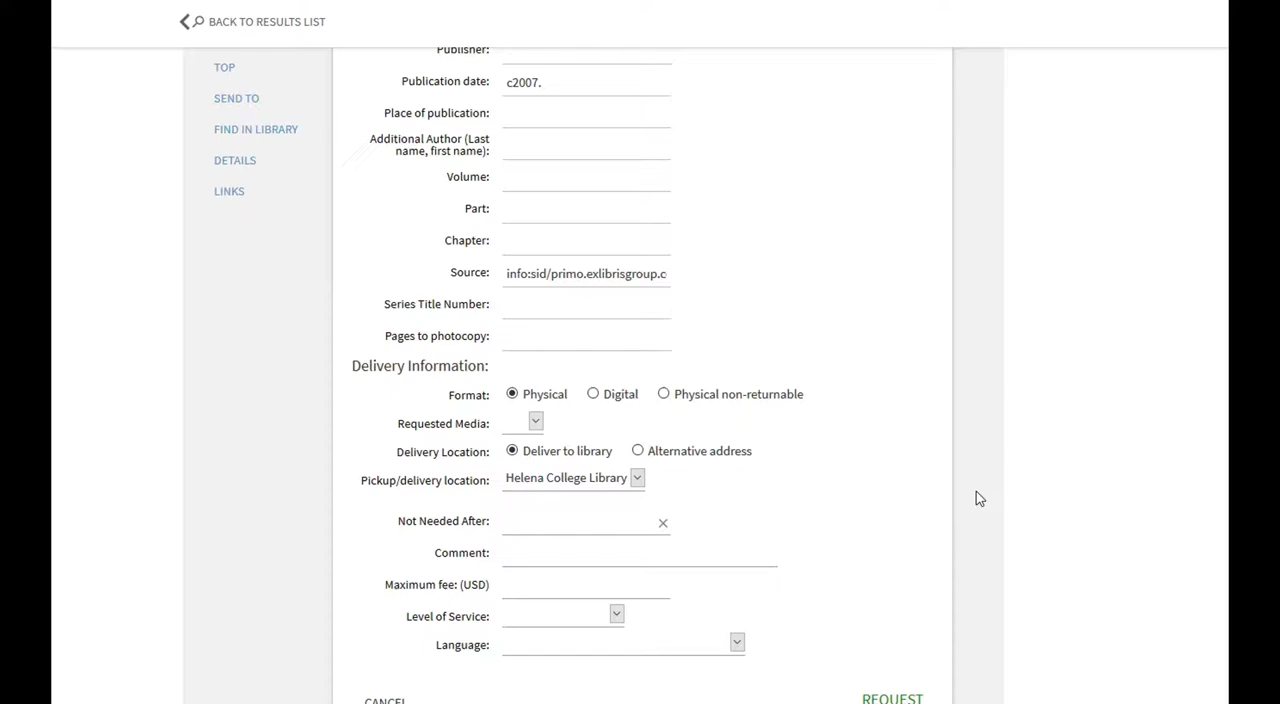 BACK TO RESULTS LIST
TOP
SEND TO
FIND IN LIBRARY
DETAILS
LINKS
Publisher:
Publication date: c2007.
Place of publication:
Additional Author (Last
name, first name):
Volume:
Part:
Chapter:
Source: info:sid/primo.exlibrisgroup.c
Series Title Number:
Pages to photocopy:
Delivery Information:
Format: Physical Digital Physical non-returnable
Requested Media:
Delivery Location: Deliver to library Alternative address
Pickup/delivery location: Helena College Library
Not Needed After:
Comment:
Maximum fee: (USD)
Level of Service:
Language:
CANCEL REQUEST